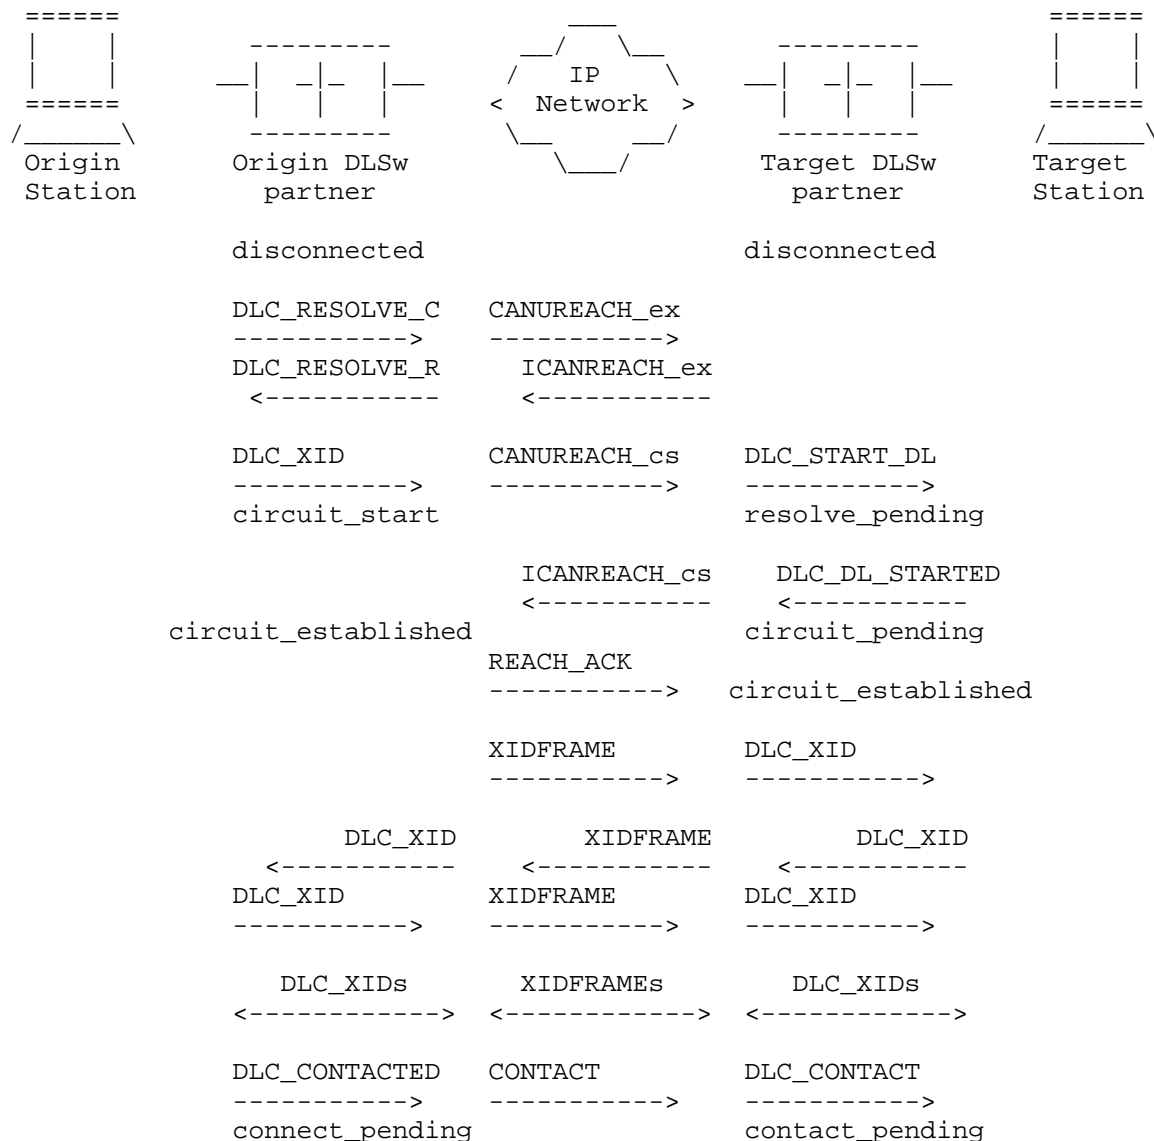 IP
Network
Origin Origin DLSw Target DLSw Target
Station partner partner Station
disconnected disconnected
DLC_RESOLVE_C CANUREACH_ex
-----------> ----------->
DLC_RESOLVE_R ICANREACH_ex
<----------- <-----------
DLC_XID CANUREACH_cs DLC_START_DL
-----------> -----------> ----------->
circuit_start resolve_pending
ICANREACH_cs DLC_DL_STARTED
<----------- <-----------
circuit_established circuit_pending
REACH_ACK
-----------> circuit_established
XIDFRAME DLC_XID
-----------> ----------->
DLC_XID XIDFRAME DLC_XID
<----------- <----------- <-----------
DLC_XID XIDFRAME DLC_XID
-----------> -----------> ----------->
DLC_XIDs XIDFRAMEs DLC_XIDs
<------------> <------------> <------------>
DLC_CONTACTED CONTACT DLC_CONTACT
-----------> -----------> ----------->
connect_pending contact_pending